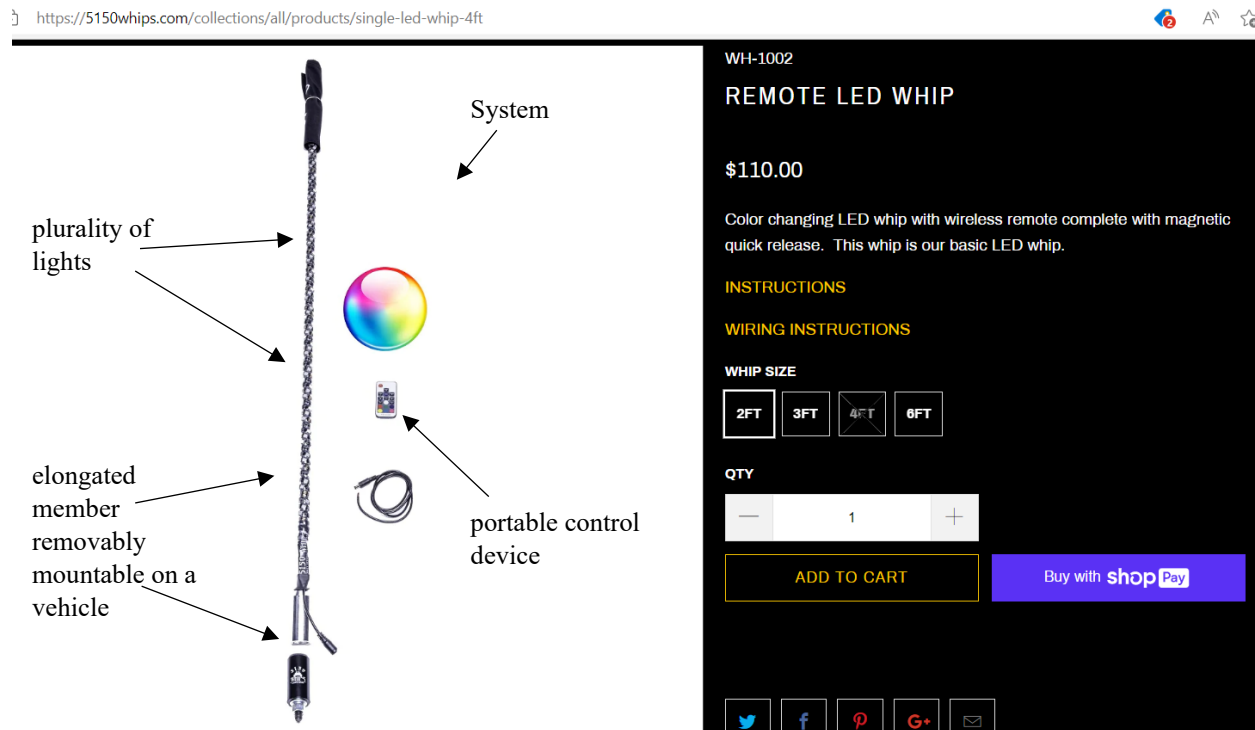 https://5150whips.com/collections/all/products/single-led-whip-4ft
2
A
System
plurality of
lights
elongated
member
removably
mountable on a
vehicle
portable control
device
WH-1002
REMOTE LED WHIP
$110.00
Color changing LED whip with wireless remote complete with magnetic
quick release.  This whip is our basic LED whip.
INSTRUCTIONS
WIRING INSTRUCTIONS
WHIP SIZE
2FT
3FT
4FT
6FT
QTY
1
ADD TO CART
Buy with shop Pay
G+